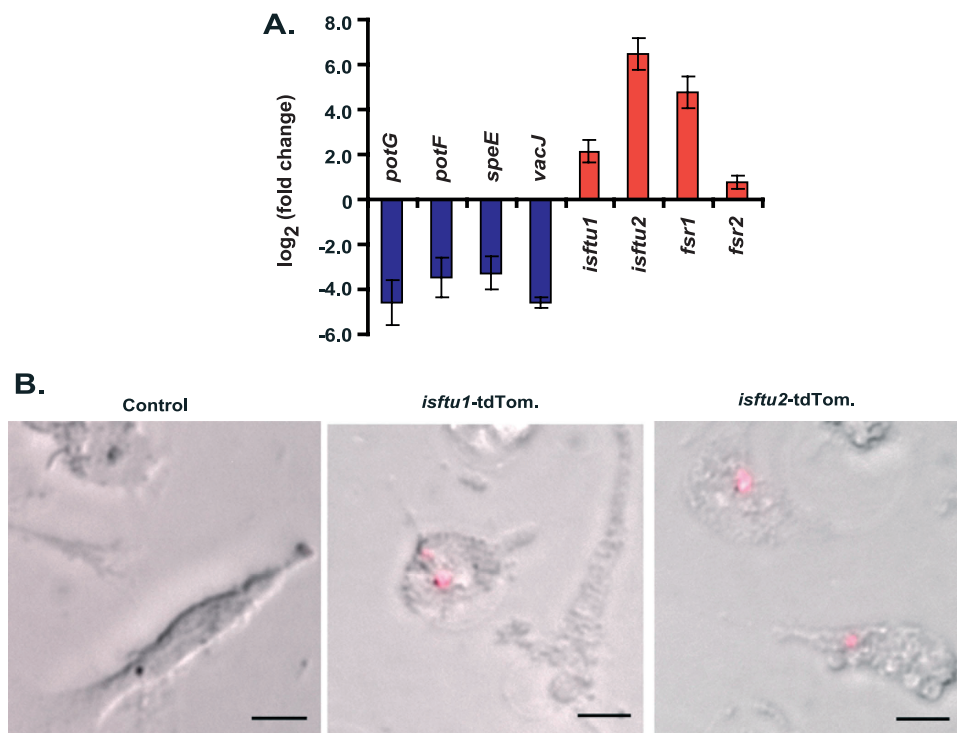 A.
8.0
6.0
4.0
2.0
0
-2.0
-4.0
-6.0
log2 (fold change)
potG
potF
speE
vacJ
isftu1
isftu2
fsr1
fsr2
B.
Control
isftu1-tdTom.
isftu2-tdTom.